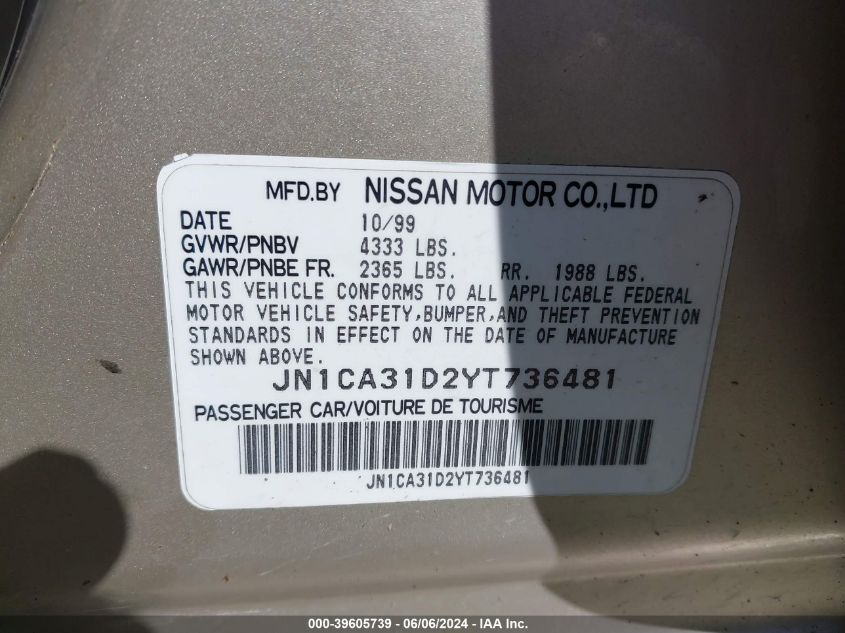 MFD.BY NISSAN MOTOR CO.,LTD
DATE 10/99
GVWR/PNBV 4333 LBS.
GAWR/PNBE FR. 2365 LBS. RR. 1988 LBS.
THIS VEHICLE CONFORMS TO ALL APPLICABLE FEDERAL
MOTOR VEHICLE SAFETY,BUMPER,AND THEFT PREVENTION
STANDARDS IN EFFECT ON THE DATE OF MANUFACTURE
SHOWN ABOVE.
JN1CA31D2YT736481
PASSENGER CAR/VOITURE DE TOURISME
JN1CA31D2YT736481
000-39605739 - 06/06/2024 - IAA Inc.